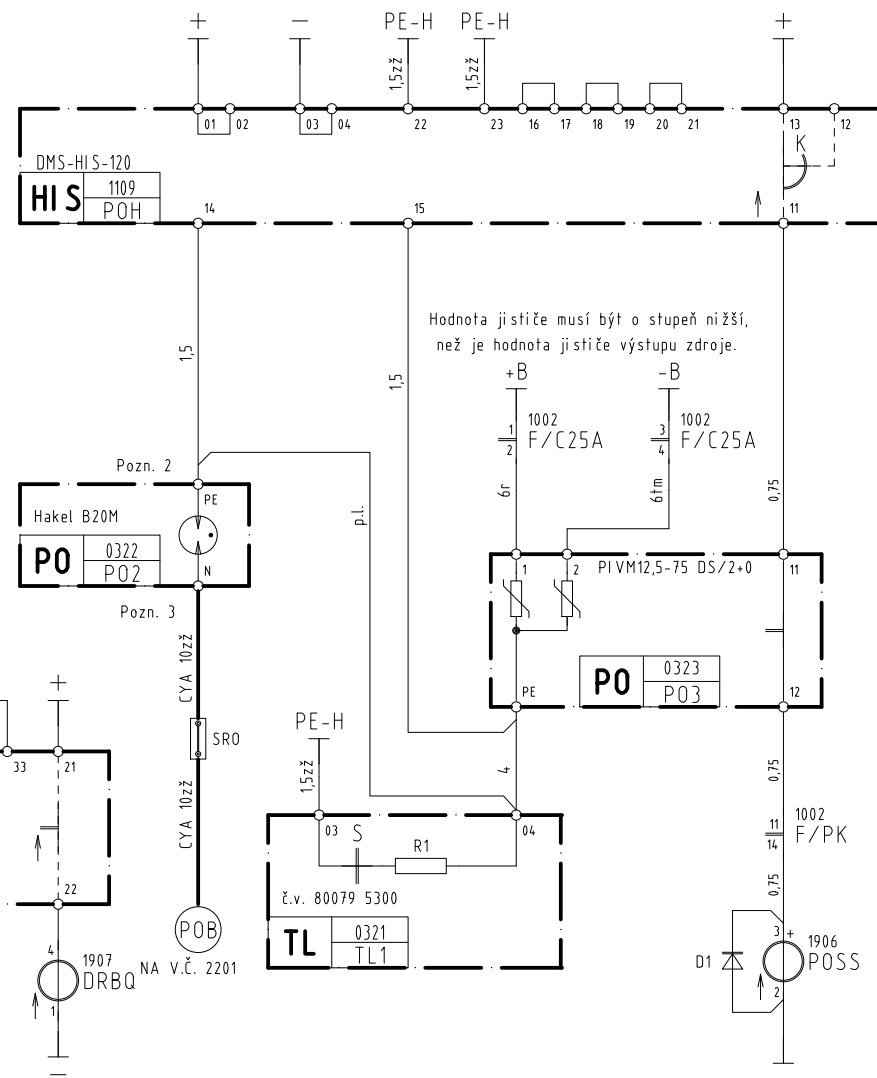 + − PE-H PE-H +
1,5zž 1,5zž
01 02 03 04 22 23 16 17 18 19 20 21 13 12
K
DMS-HIS-120
HIS 1109
POH
14 15 11
Hodnota jističe musí být o stupeň nižší,
než je hodnota jističe výstupu zdroje.
1,5 1,5
+B -B
1 1002 3 1002
2 F/C25A 4 F/C25A
Pozn. 2
6r 6tm 0,75
p.l.
PE
Hakel B20M
PO 0322
PO2
N
1 2 PIVM12,5-75 DS/2+0 11
Pozn. 3
CYA 10zž
PO 0323
PO3
PE 12
+
PE-H
SRO
33 21
1,5zž 4 0,75
CYA 10zž
03 S R1 04
11 1002
14 F/PK
22
č.v. 80079 5300
0,75
POB
TL 0321
TL1
4 1907
DRBQ
1
NA V.Č. 2201
D1 3 + 1906
POSS
2
−